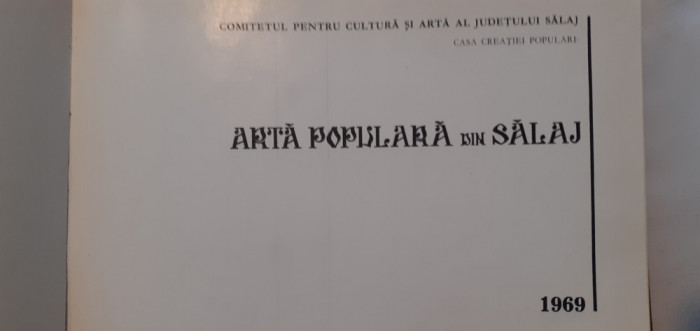 COMITETUL PENTRU CULTURĂ ȘI ARTĂ AL JUDEȚULUI SĂLAJ
CASA CREAȚIEI POPULARE
ARTĂ POPULARĂ DIN SĂLAJ
1969